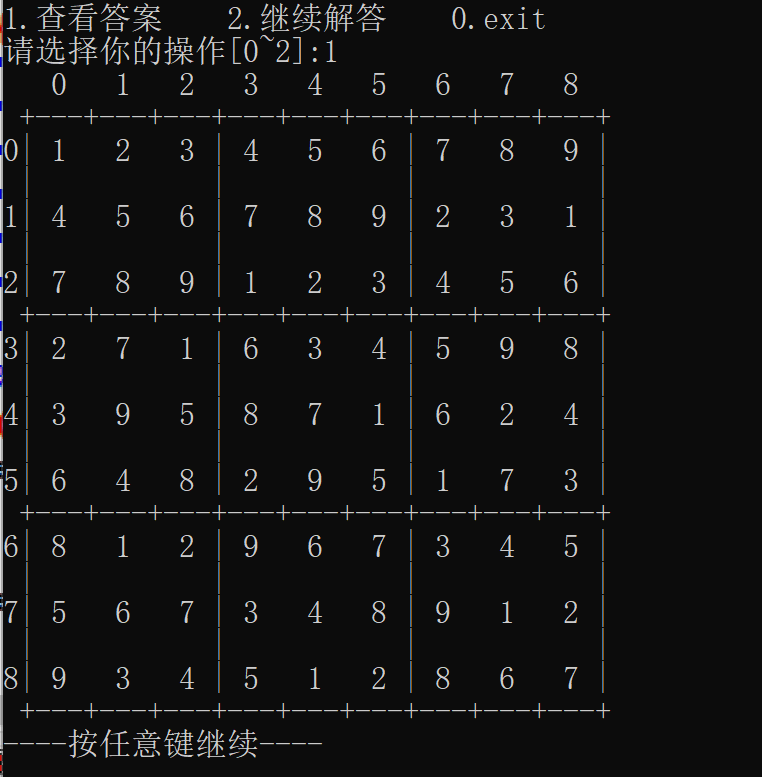 1.查看答案    2.继续解答    0.exit
请选择你的操作[0~2]:1
   0   1   2   3   4   5   6   7   8
 +---+---+---+---+---+---+---+---+---+
0| 1   2   3 | 4   5   6 | 7   8   9 |
 |           |           |           |
1| 4   5   6 | 7   8   9 | 2   3   1 |
 |           |           |           |
2| 7   8   9 | 1   2   3 | 4   5   6 |
 +---+---+---+---+---+---+---+---+---+
3| 2   7   1 | 6   3   4 | 5   9   8 |
 |           |           |           |
4| 3   9   5 | 8   7   1 | 6   2   4 |
 |           |           |           |
5| 6   4   8 | 2   9   5 | 1   7   3 |
 +---+---+---+---+---+---+---+---+---+
6| 8   1   2 | 9   6   7 | 3   4   5 |
 |           |           |           |
7| 5   6   7 | 3   4   8 | 9   1   2 |
 |           |           |           |
8| 9   3   4 | 5   1   2 | 8   6   7 |
 +---+---+---+---+---+---+---+---+---+
----按任意键继续----